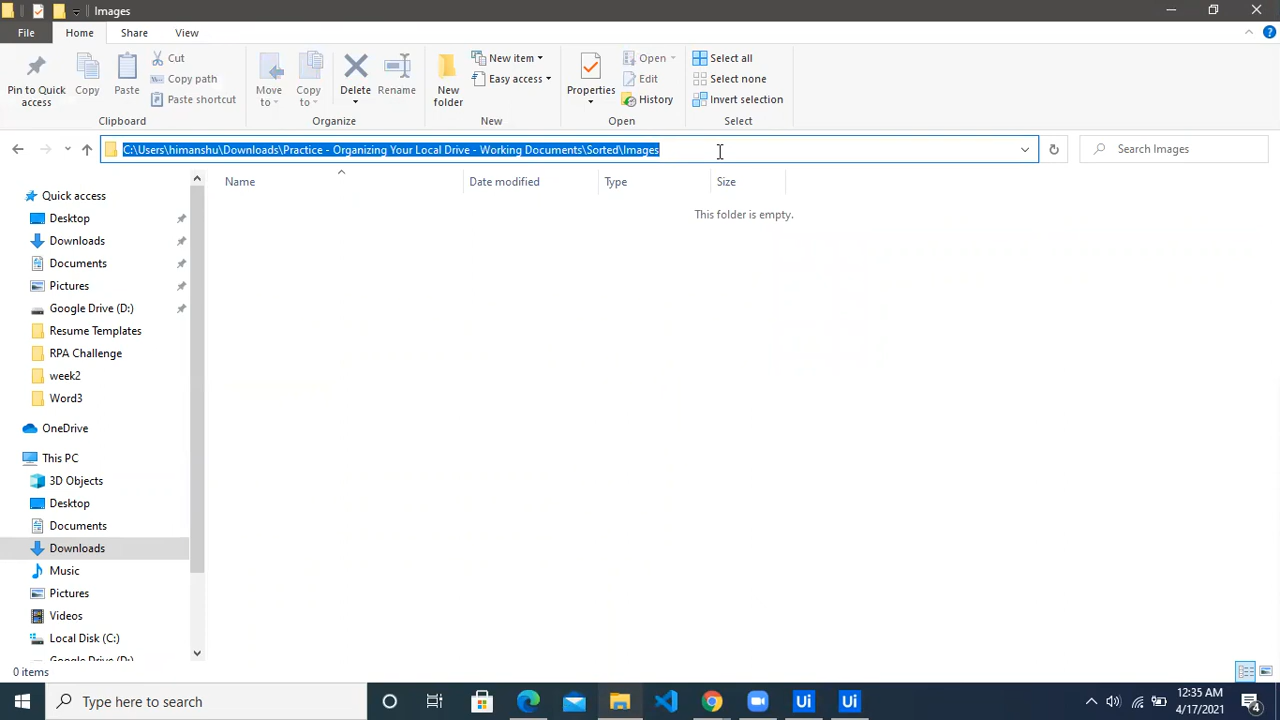 Images
File Home Share View
Pin to Quick access
Copy
Paste
Cut
Copy path
Paste shortcut
Clipboard
Move to
Copy to
Delete
Rename
Organize
New folder
New item
Easy access
New
Properties
Open
Edit
History
Open
Select all
Select none
Invert selection
Select
C:\Users\himanshu\Downloads\Practice - Organizing Your Local Drive - Working Documents\Sorted\Images
Search Images
Name Date modified Type Size
This folder is empty.
Quick access
Desktop
Downloads
Documents
Pictures
Google Drive (D:)
Resume Templates
RPA Challenge
week2
Word3
OneDrive
This PC
3D Objects
Desktop
Documents
Downloads
Music
Pictures
Videos
Local Disk (C:)
Google Drive (D:)
0 items
Type here to search
Ui
Ui
12:35 AM
4/17/2021
4